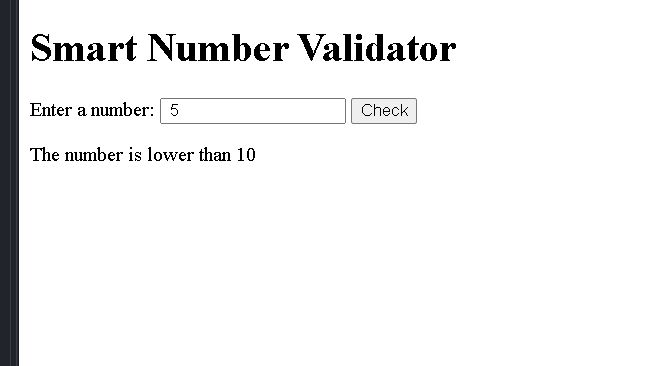 Smart Number Validator
Enter a number: 5 Check
The number is lower than 10